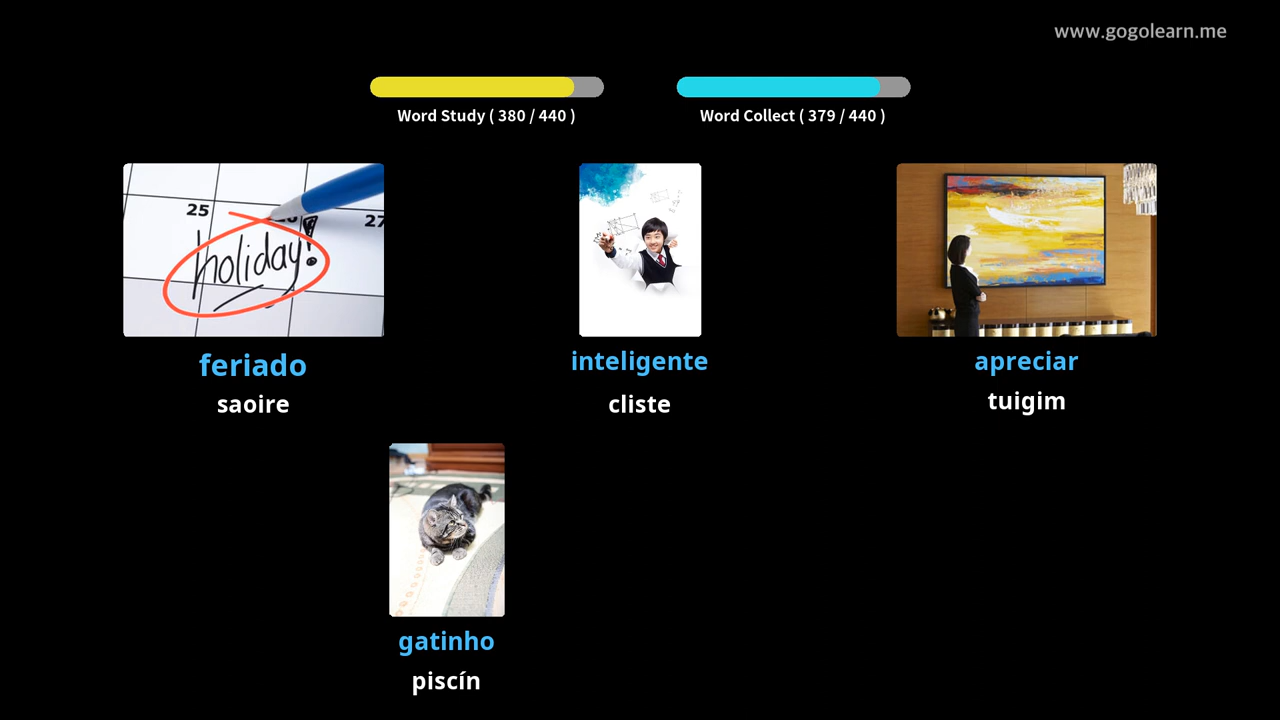 www.gogolearn.me
Word Study ( 380 / 440 )
Word Collect ( 379 / 440 )
25
27
holiday!
feriado
inteligente
apreciar
saoire
cliste
tuigim
gatinho
piscín